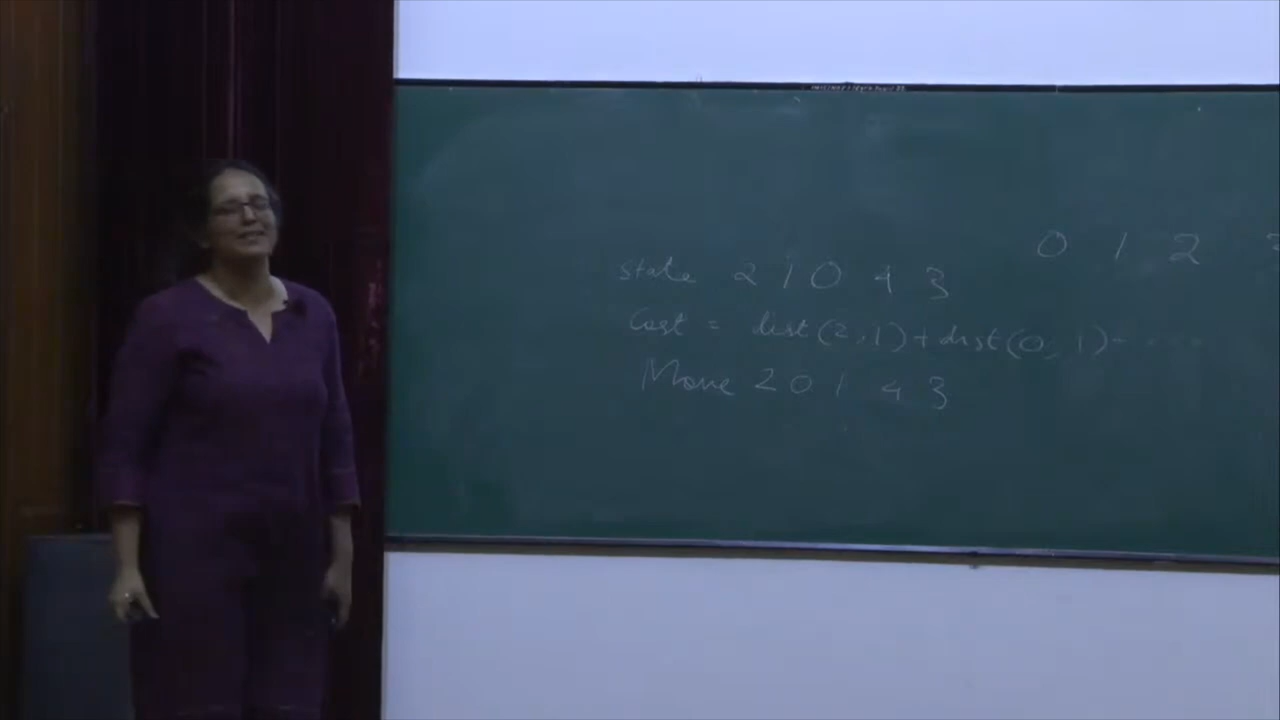 0 1 2
state 2 1 0 4 3
Cost = dist(2,1)+dist(0,1)+ ....
Move 2 0 1 4 3